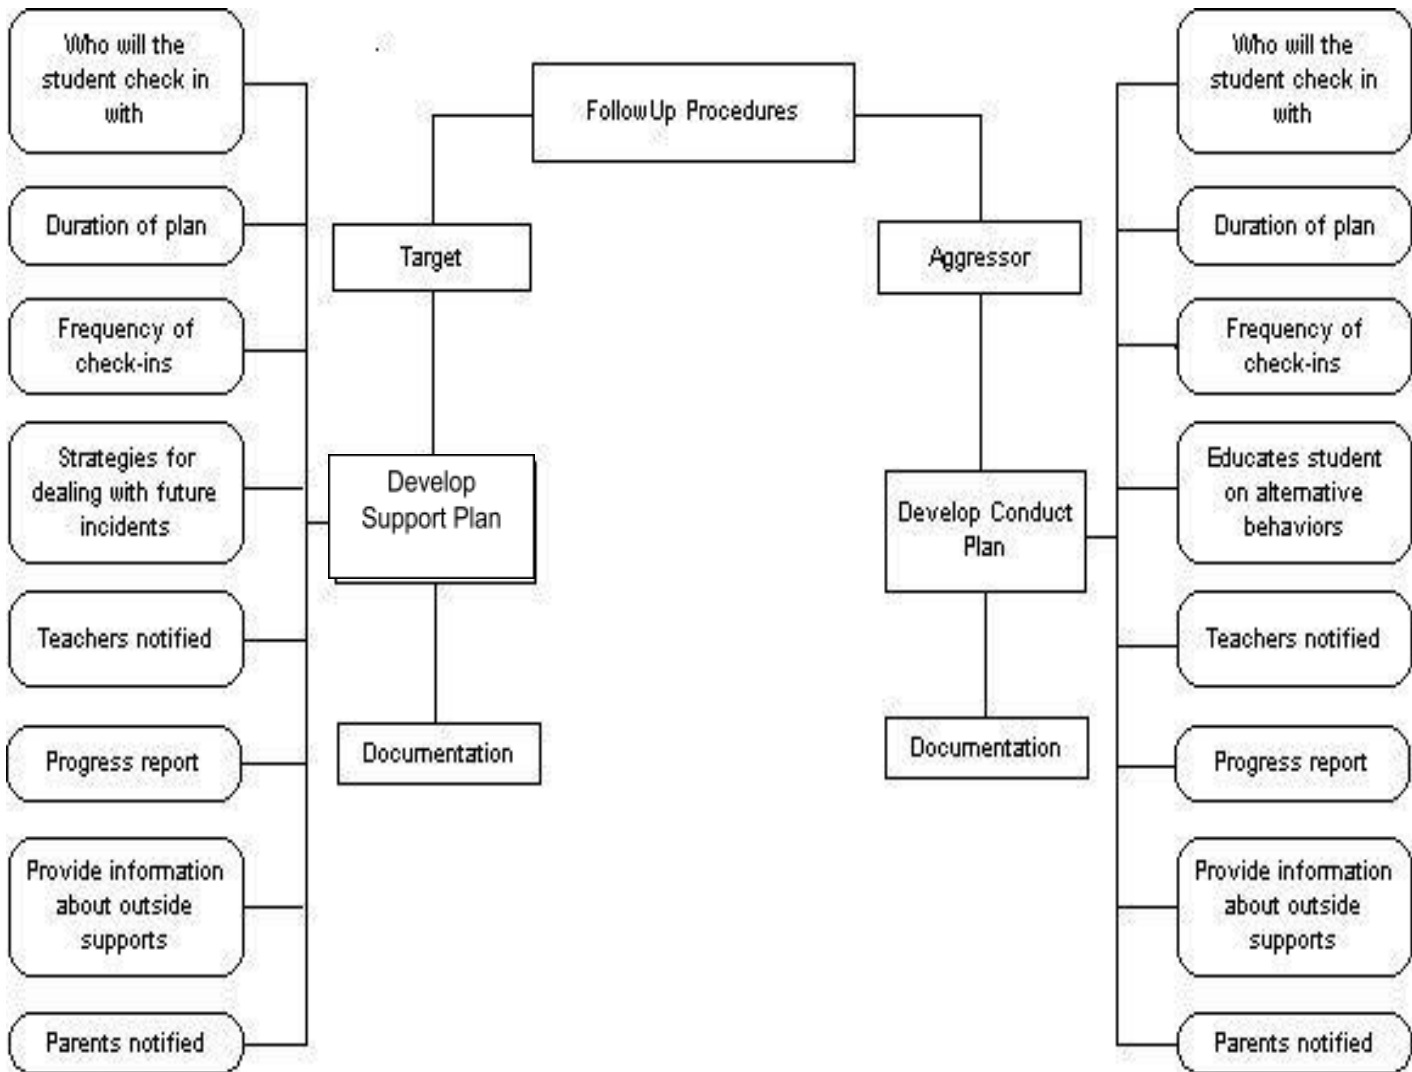 FollowUp Procedures
Target
Aggressor
Who will the
student check in
with
Duration of plan
Frequency of
check-ins
Strategies for
dealing with future
incidents
Teachers notified
Progress report
Provide information
about outside
supports
Parents notified
Develop
Support Plan
Documentation
Develop Conduct
Plan
Documentation
Who will the
student check in
with
Duration of plan
Frequency of
check-ins
Educates student
on alternative
behaviors
Teachers notified
Progress report
Provide information
about outside
supports
Parents notified